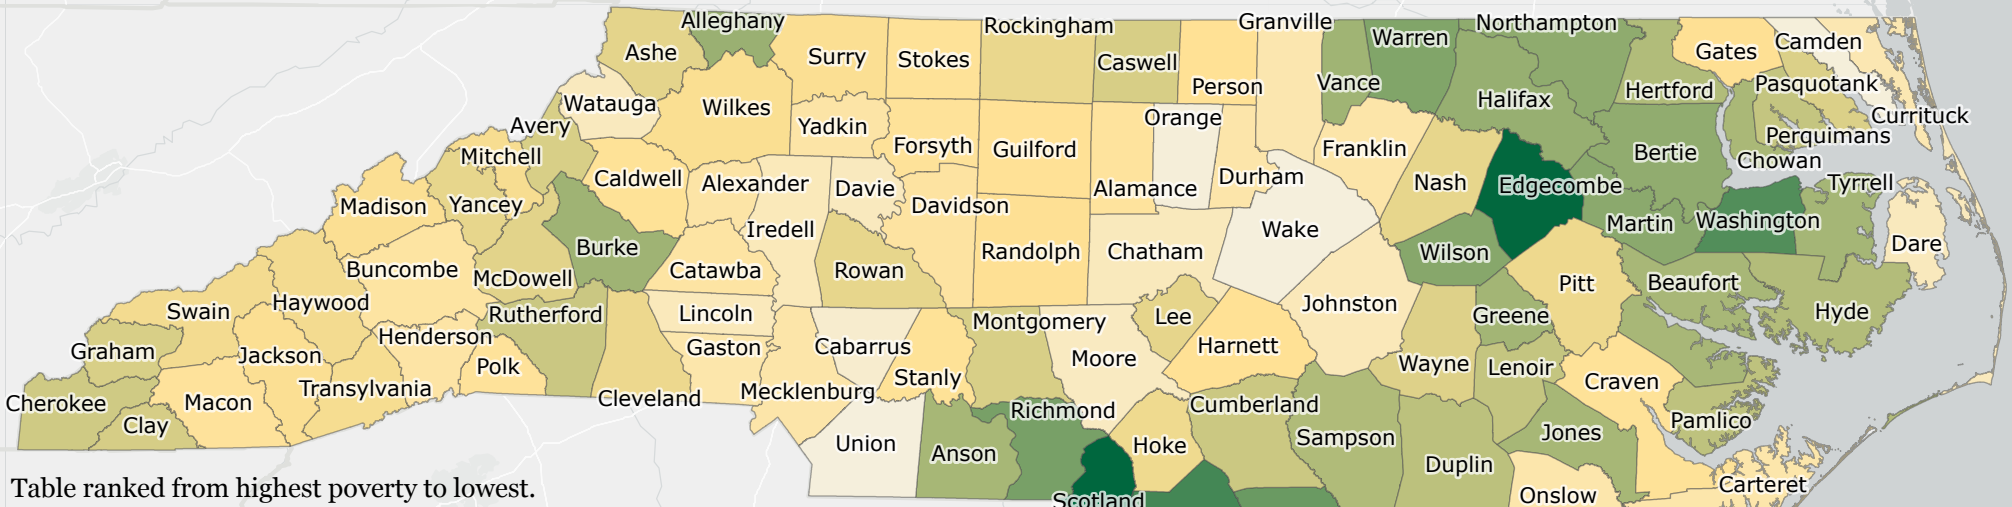 Alleghany
Rockingham
Granville
Northampton
Ashe
Surry
Stokes
Caswell
Person
Vance
Warren
Gates
Camden
Pasquotank
Currituck
Watauga
Wilkes
Yadkin
Forsyth
Guilford
Orange
Halifax
Hertford
Perquimans
Avery
Mitchell
Caldwell
Alexander
Davie
Alamance
Durham
Franklin
Nash
Edgecombe
Bertie
Chowan
Tyrrell
Madison
Yancey
Iredell
Davidson
Wake
Martin
Washington
Buncombe
McDowell
Burke
Catawba
Rowan
Randolph
Chatham
Wilson
Pitt
Beaufort
Dare
Swain
Haywood
Rutherford
Lincoln
Montgomery
Lee
Johnston
Greene
Hyde
Graham
Jackson
Henderson
Polk
Gaston
Cabarrus
Stanly
Moore
Harnett
Wayne
Lenoir
Craven
Cherokee
Clay
Macon
Transylvania
Cleveland
Mecklenburg
Union
Anson
Richmond
Hoke
Cumberland
Sampson
Duplin
Jones
Pamlico
Scotland
Onslow
Carteret
Table ranked from highest poverty to lowest.